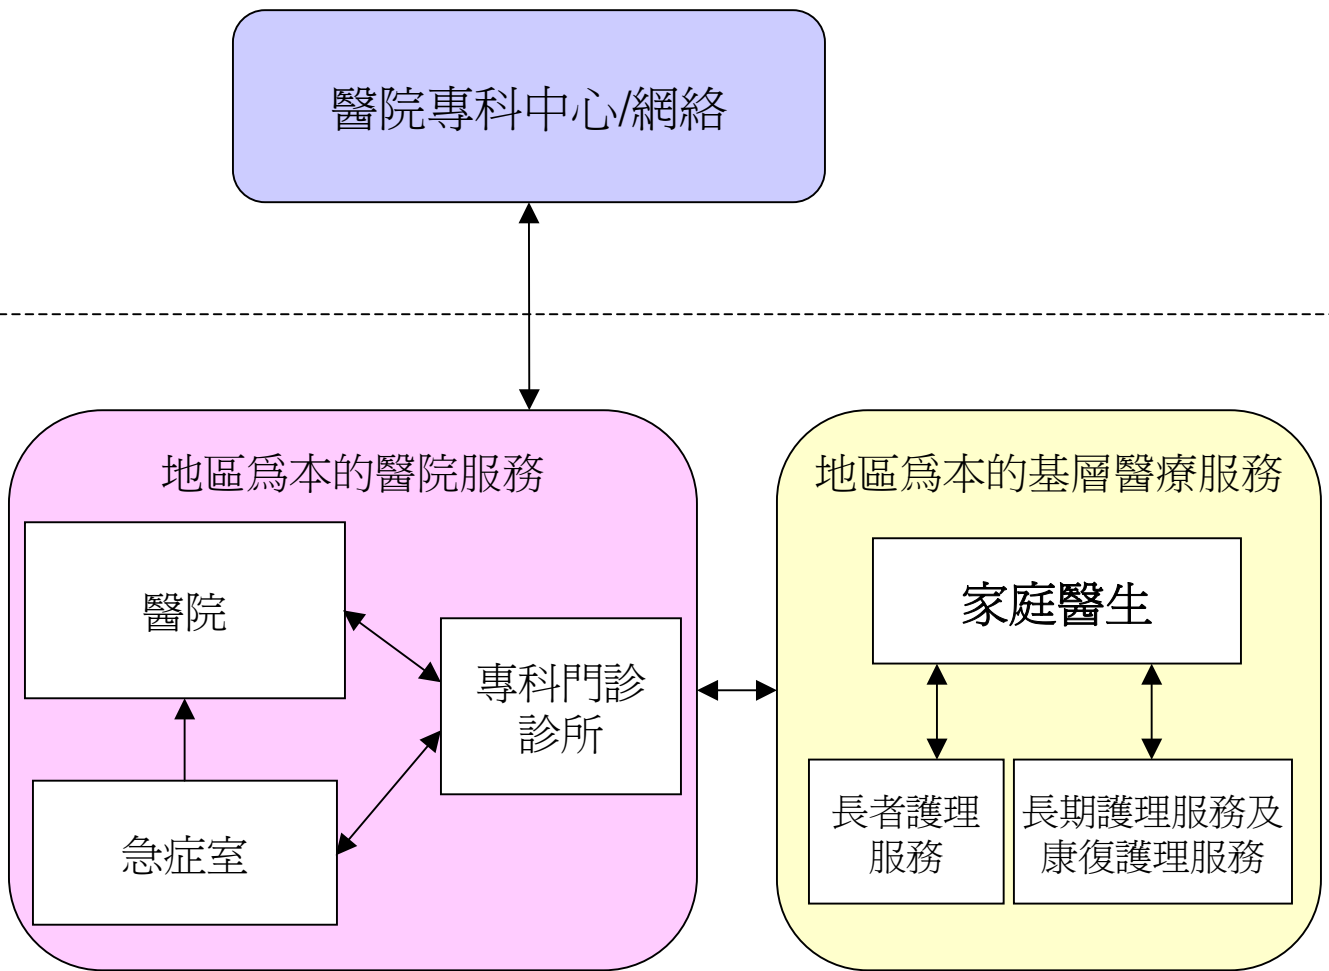 醫院專科中心/網絡
地區爲本的醫院服務
醫院
專科門診
診所
急症室
地區爲本的基層醫療服務
家庭醫生
長者護理
服務
長期護理服務及
康復護理服務